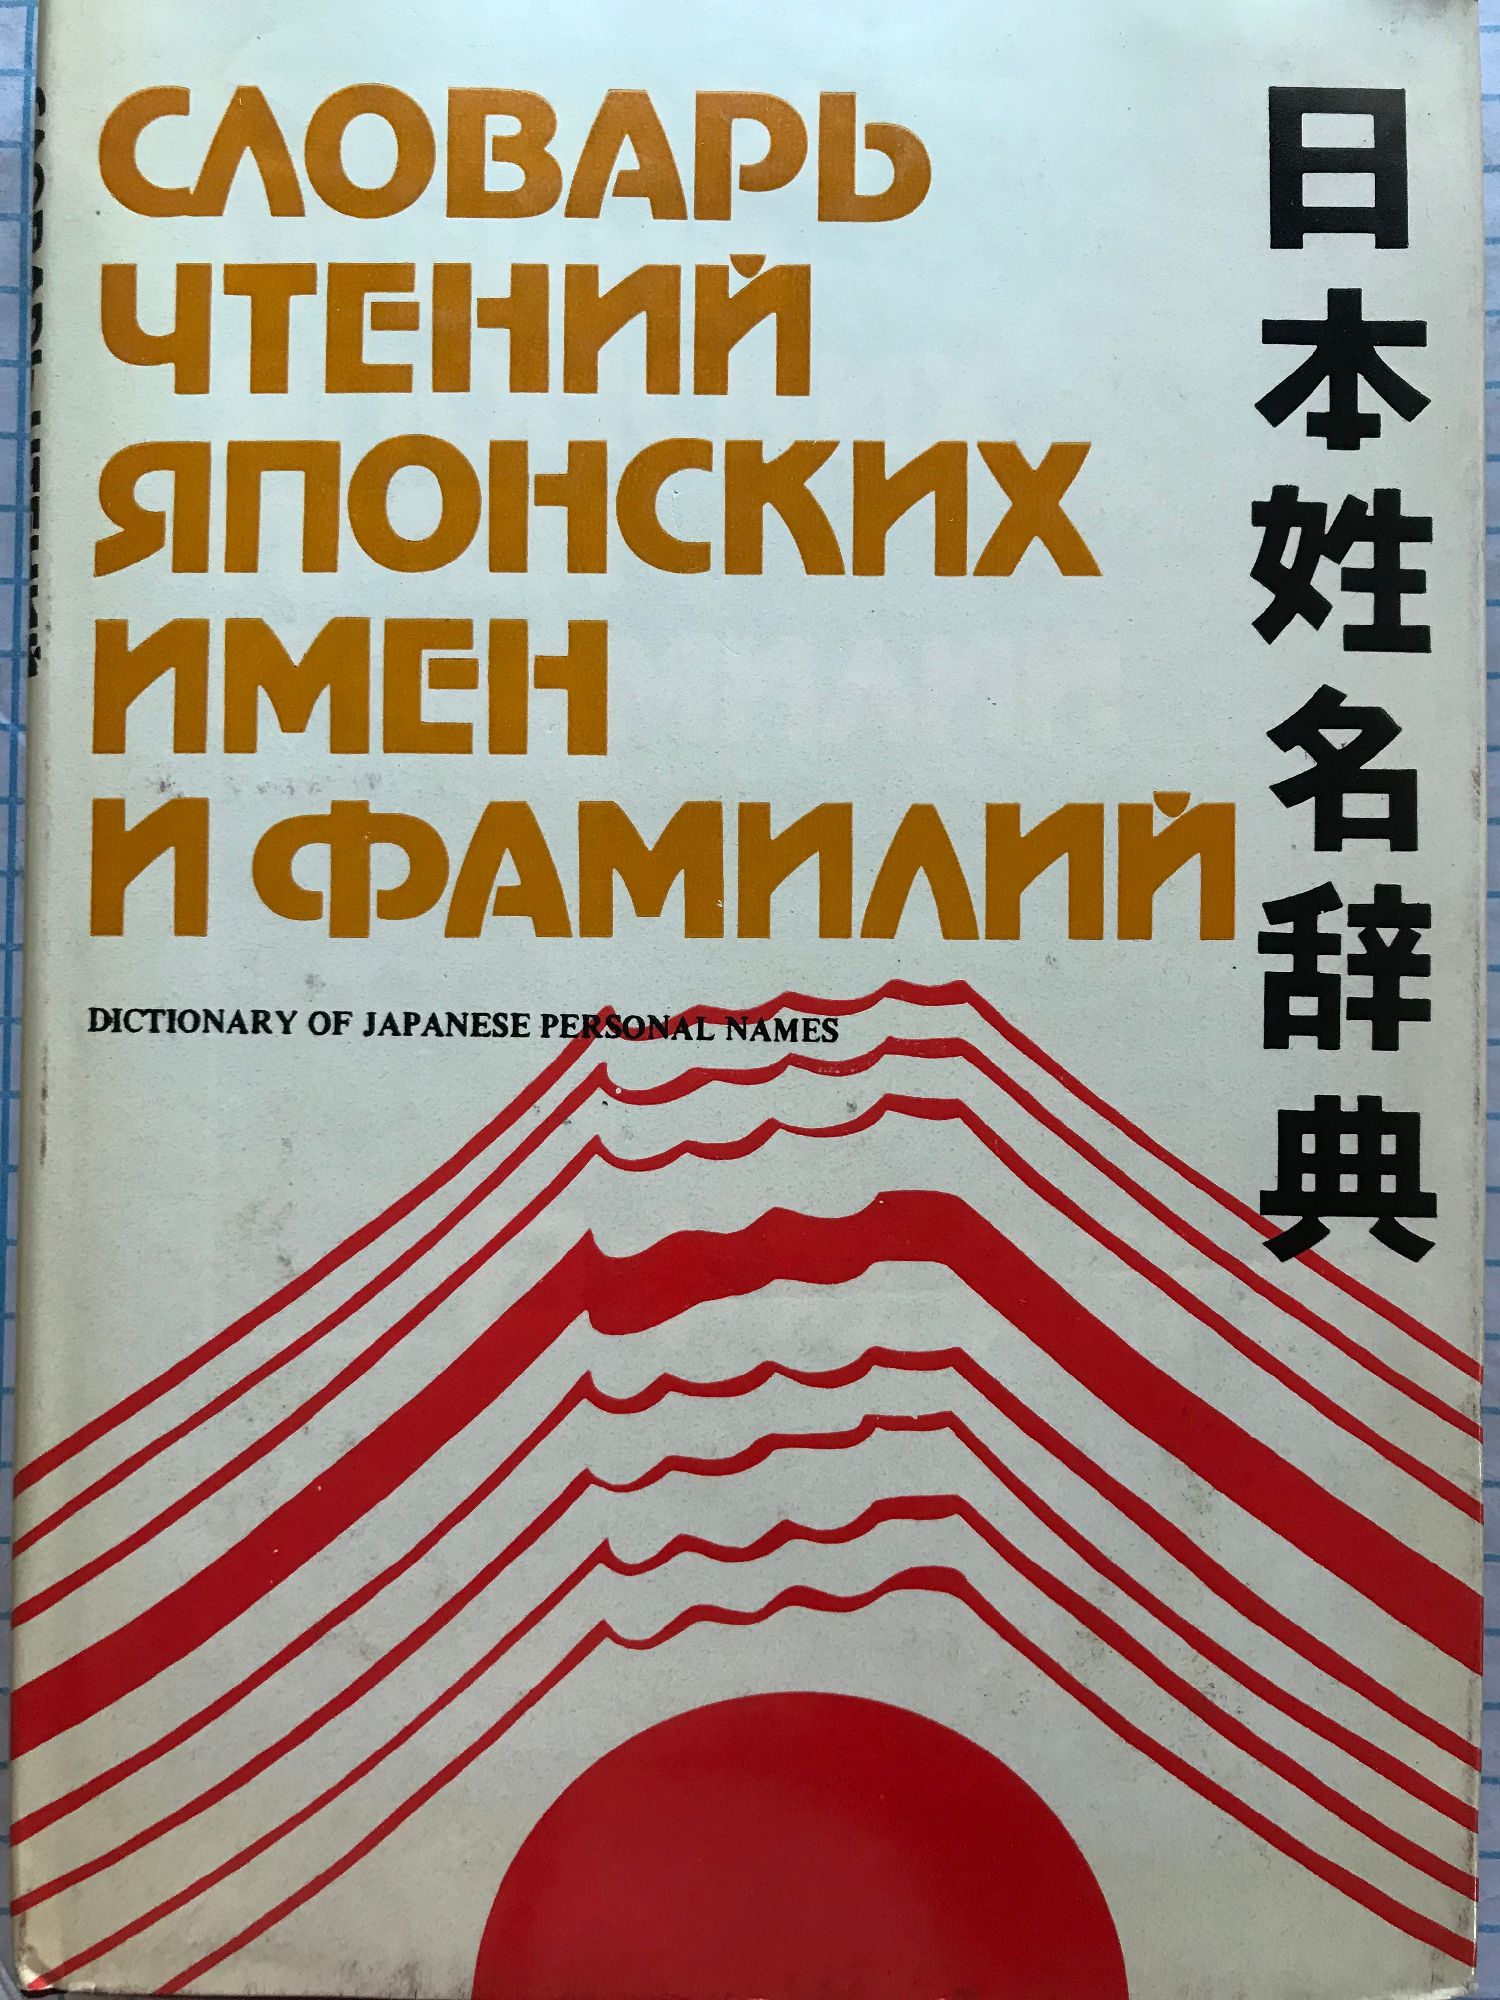 СЛОВАРЬ
ЧТЕНИЙ
ЯПОНСКИХ
ИМЕН
И ФАМИЛИЙ
DICTIONARY OF JAPANESE PERSONAL NAMES
日本姓名辞典